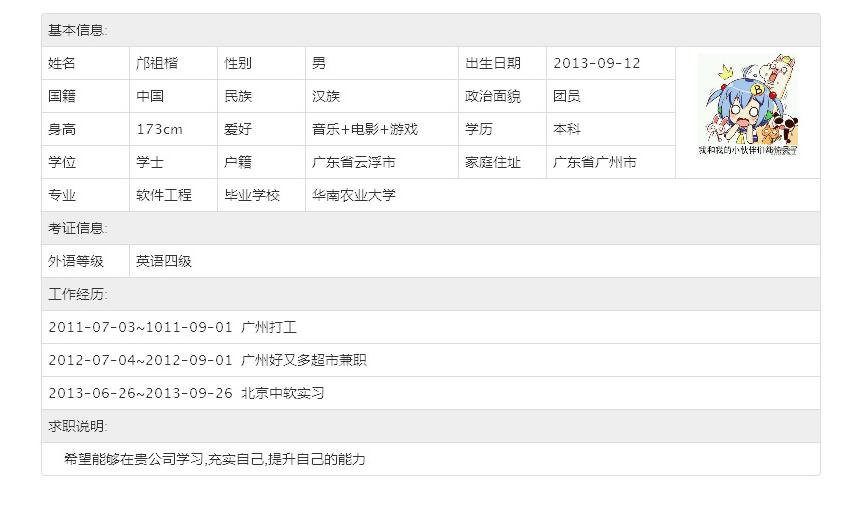 基本信息:
姓名 邝祖楷 性别 男 出生日期 2013-09-12
国籍 中国 民族 汉族 政治面貌 团员
身高 173cm 爱好 音乐+电影+游戏 学历 本科
学位 学士 户籍 广东省云浮市 家庭住址 广东省广州市
B
我和我的小伙伴们都惊呆了
专业 软件工程 毕业学校 华南农业大学
考证信息:
外语等级 英语四级
工作经历:
2011-07-03~1011-09-01 广州打工
2012-07-04~2012-09-01 广州好又多超市兼职
2013-06-26~2013-09-26 北京中软实习
求职说明:
希望能够在贵公司学习,充实自己,提升自己的能力